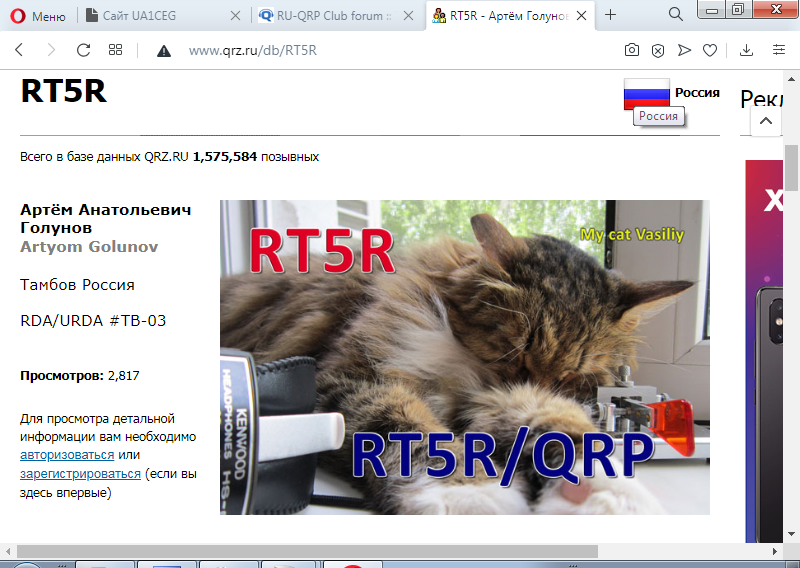 Меню
Сайт UA1CEG
RU-QRP Club forum ::
RT5R - Артём Голунов
www.qrz.ru/db/RT5R
RT5R
Россия
Россия
Рекл
Всего в базе данных QRZ.RU 1,575,584 позывных
Артём Анатольевич
Голунов
Artyom Golunov
Тамбов Россия
RDA/URDA #TB-03
Просмотров: 2,817
Для просмотра детальной
информации вам необходимо
авторизоваться или
зарегистрироваться (если вы
здесь впервые)
RT5R
My cat Vasiliy
KENWOOD
HEADPHONES HS-
RT5R/QRP
X